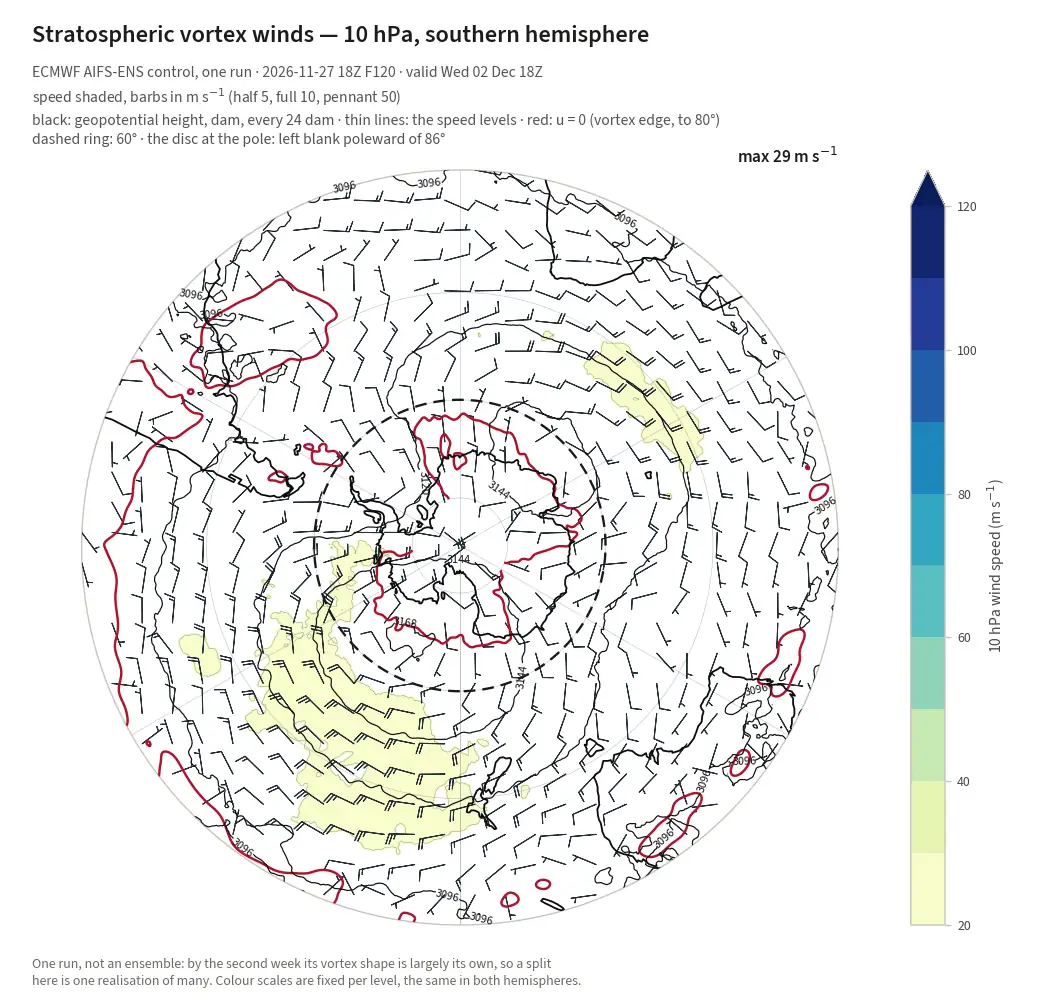 Stratospheric vortex winds — 10 hPa, southern hemisphere
ECMWF AIFS-ENS control, one run · 2026-11-27 18Z F120 · valid Wed 02 Dec 18Z
speed shaded, barbs in m s⁻¹ (half 5, full 10, pennant 50)
black: geopotential height, dam, every 24 dam · thin lines: the speed levels · red: u = 0 (vortex edge, to 80°)
dashed ring: 60° · the disc at the pole: left blank poleward of 86°
max 29 m s⁻¹
3096
3096
3096
3096
3096
3144
3096
3144
3168
3144
3096
3096
3096
3096
3096
3096
3096
120
100
80
60
40
20
10 hPa wind speed (m s⁻¹)
One run, not an ensemble: by the second week its vortex shape is largely its own, so a split
here is one realisation of many. Colour scales are fixed per level, the same in both hemispheres.